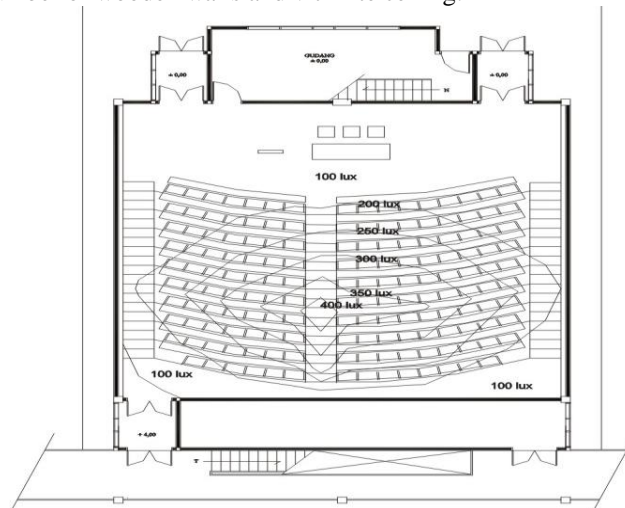 GUDANG
± 0,00
± 0,00
± 0,00
N
100 lux
200 lux
250 lux
300 lux
350 lux
400 lux
100 lux
100 lux
+ 4,00
T